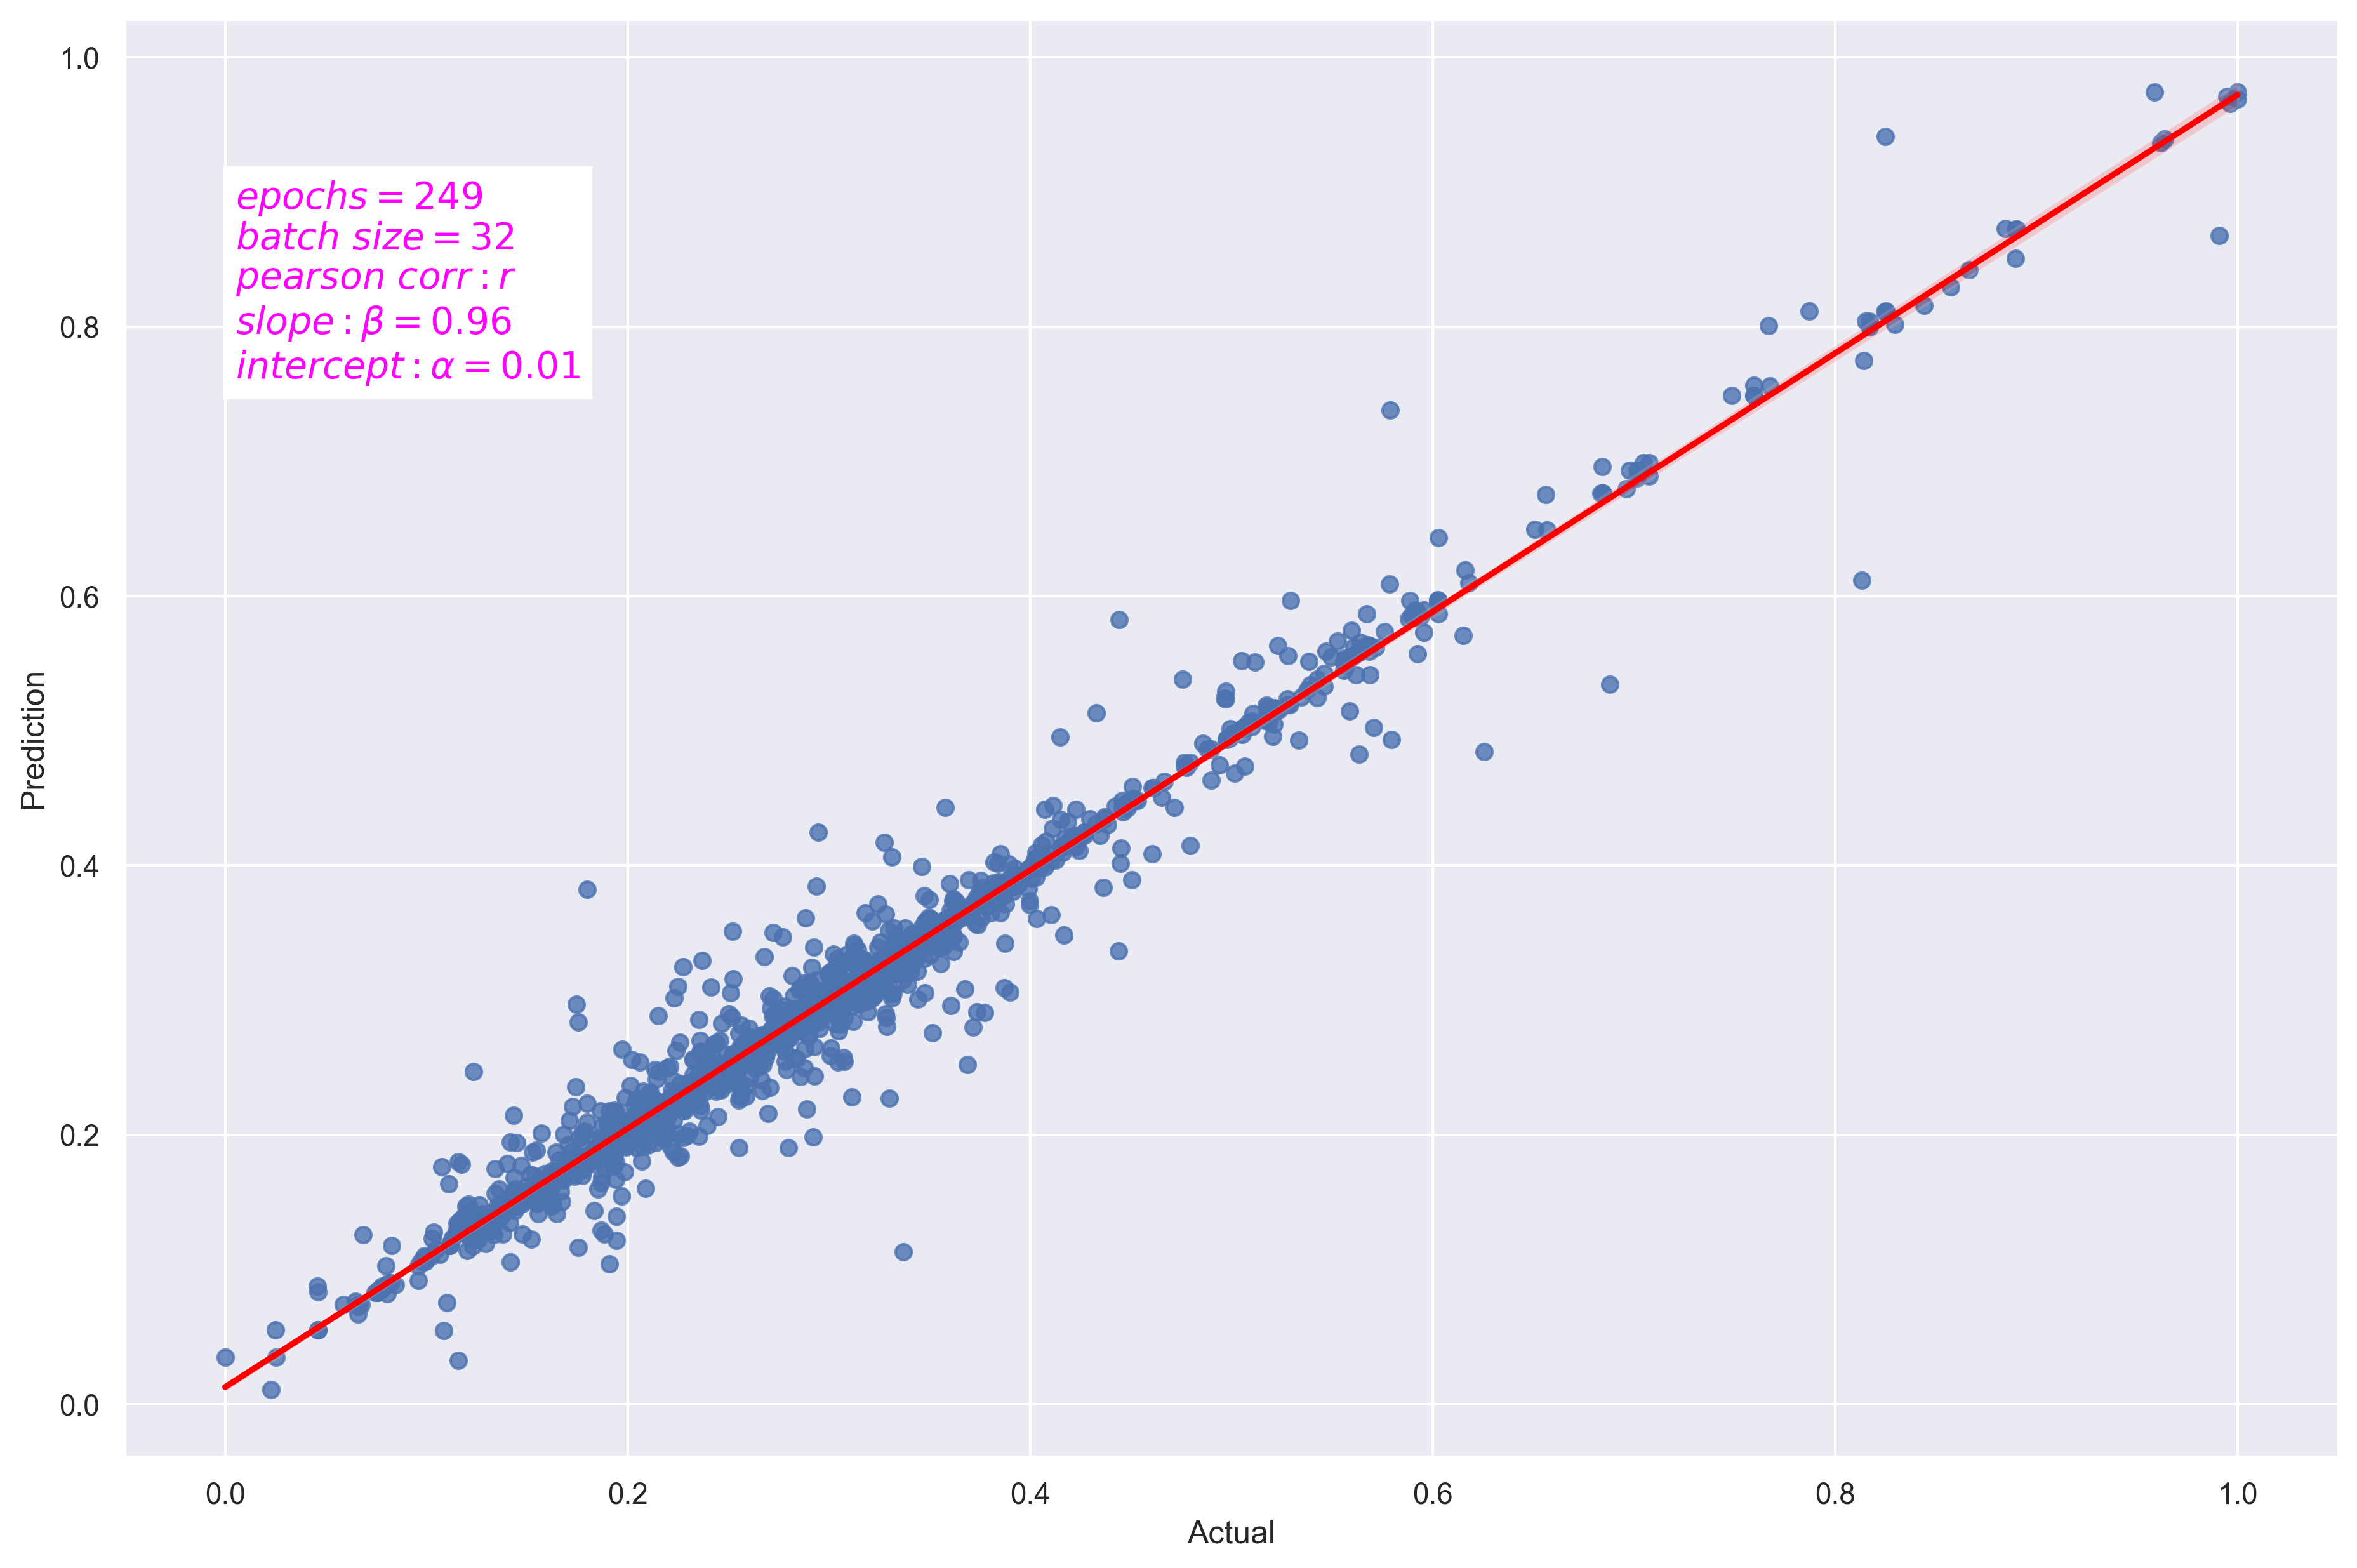 1.0
0.8
0.6
0.4
0.2
0.0
Prediction
epochs = 249
batch size = 32
pearson corr : r
slope : β = 0.96
intercept : α = 0.01
0.0 0.2 0.4 0.6 0.8 1.0
Actual